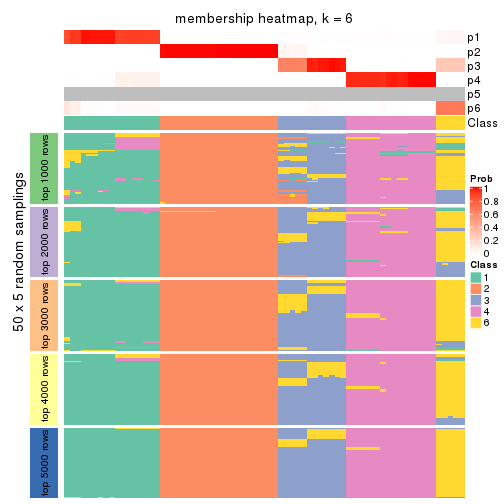 membership heatmap, k = 6
p1
p2
p3
p4
p5
p6
Class
50 x 5 random samplings
top 1000 rows
top 2000 rows
top 3000 rows
top 4000 rows
top 5000 rows
Prob
1
0.8
0.6
0.4
0.2
0
Class
1
2
3
4
6